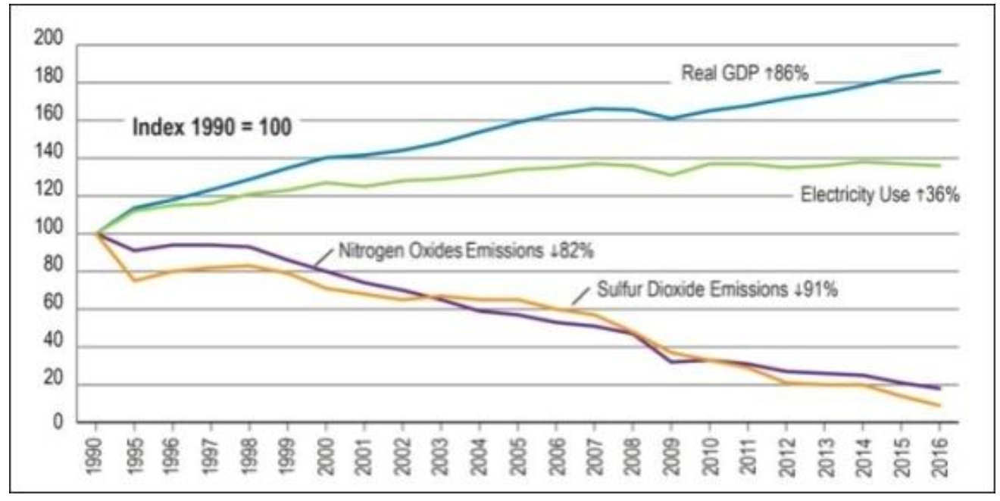 200
180
Real GDP ↑86%
160
Index 1990 = 100
140
120
Electricity Use ↑36%
100
Nitrogen Oxides Emissions ↓82%
80
Sulfur Dioxide Emissions ↓91%
60
40
20
0
1990 1995 1996 1997 1998 1999 2000 2001 2002 2003 2004 2005 2006 2007 2008 2009 2010 2011 2012 2013 2014 2015 2016